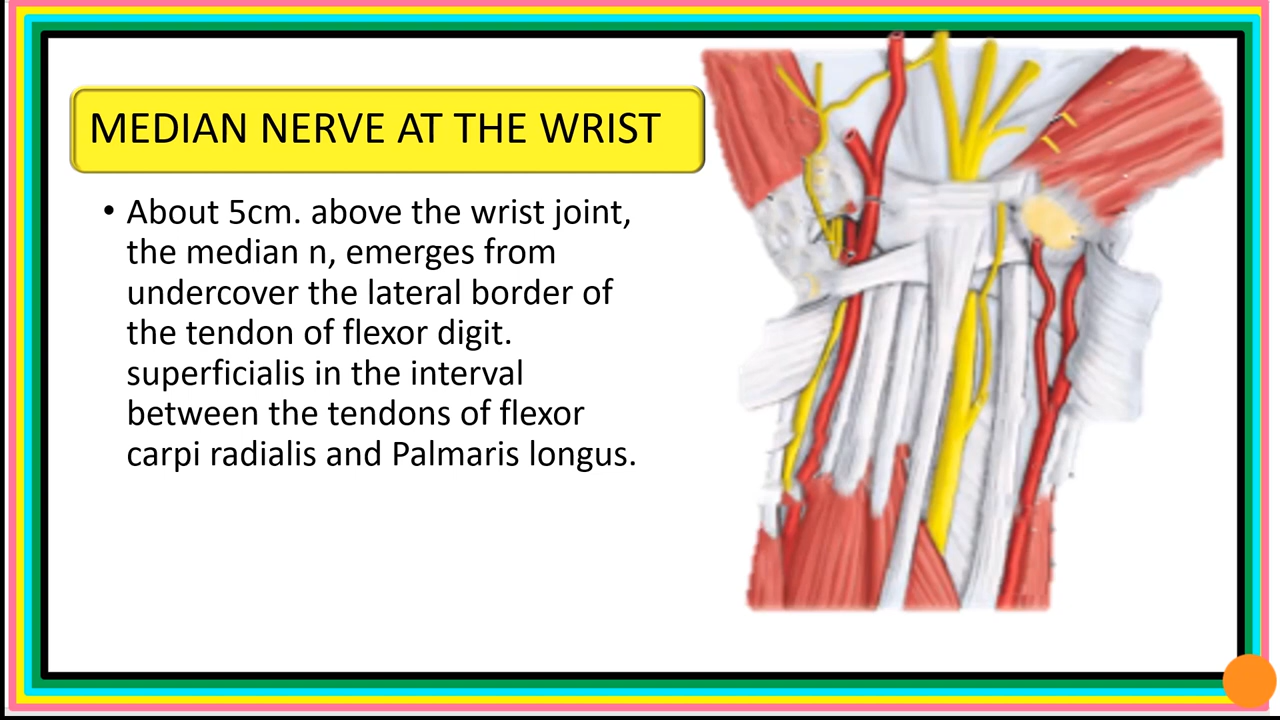 MEDIAN NERVE AT THE WRIST
• About 5cm. above the wrist joint,
the median n, emerges from
undercover the lateral border of
the tendon of flexor digit.
superficialis in the interval
between the tendons of flexor
carpi radialis and Palmaris longus.